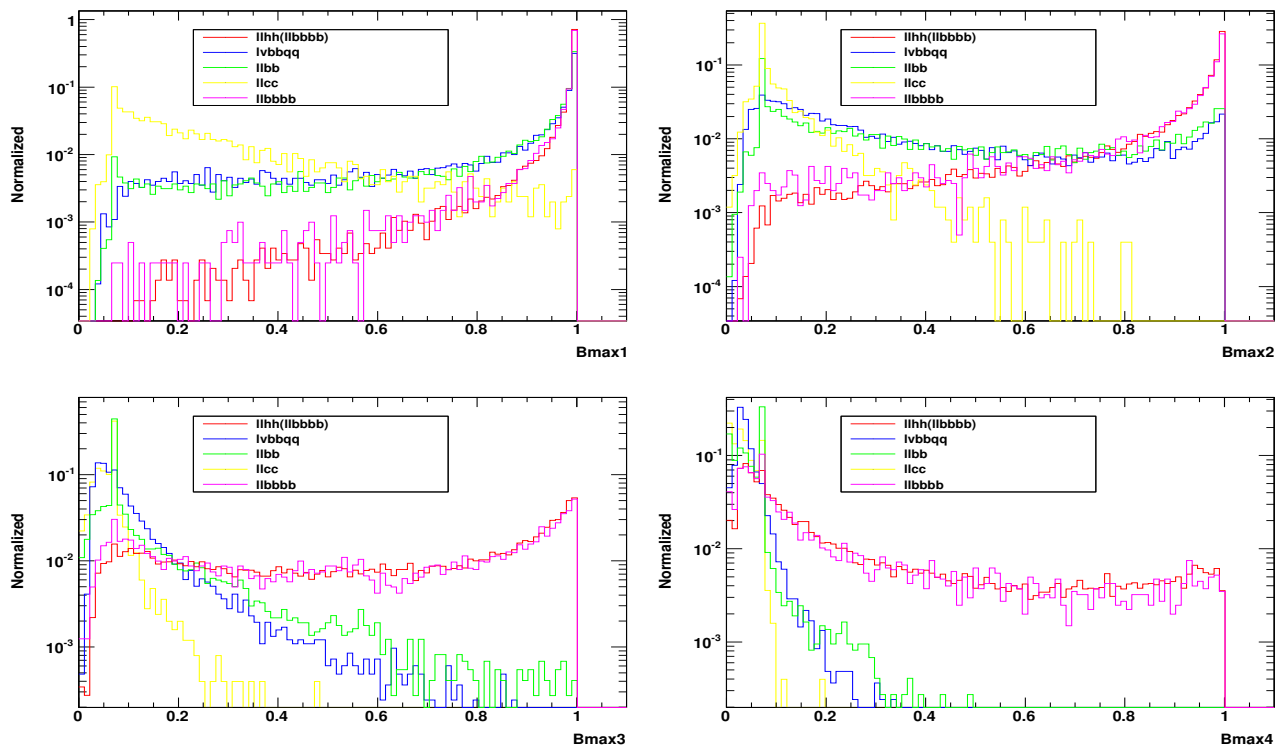 Normalized
1
10-1
10-2
10-3
10-4
llhh(llbbbb)
lvbbqq
llbb
llcc
llbbbb
0 0.2 0.4 0.6 0.8 1
Bmax1
Normalized
10-1
10-2
10-3
10-4
llhh(llbbbb)
lvbbqq
llbb
llcc
llbbbb
0 0.2 0.4 0.6 0.8 1
Bmax2
Normalized
10-1
10-2
10-3
llhh(llbbbb)
lvbbqq
llbb
llcc
llbbbb
0 0.2 0.4 0.6 0.8 1
Bmax3
Normalized
10-1
10-2
10-3
llhh(llbbbb)
lvbbqq
llbb
llcc
llbbbb
0 0.2 0.4 0.6 0.8 1
Bmax4